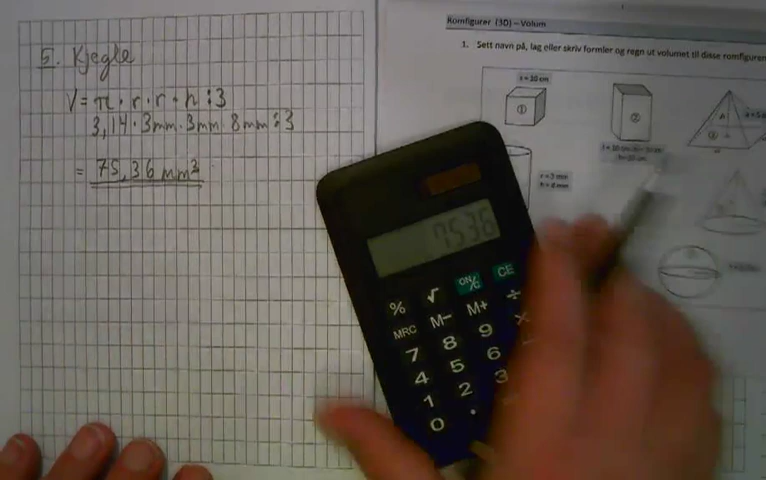 5. Kjegle
V = π · r · r · h : 3
3,14 · 3mm · 3mm · 8mm : 3
= 75,36 mm³
Romfigurer (3D) – Volum
1. Sett navn på, lag eller skriv formler og regn ut volumet til disse romfigurene
s = 10 cm
1
2
3
h
r = 3 mm
75.36
% √ ON/C CE
MRC M− M+ ÷
7 8 9 ×
4 5 6 −
1 2 3
0 .